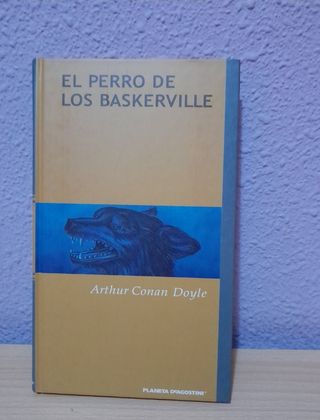 EL PERRO DE
LOS BASKERVILLE
Arthur Conan Doyle
PLANETA DEAGOSTINI